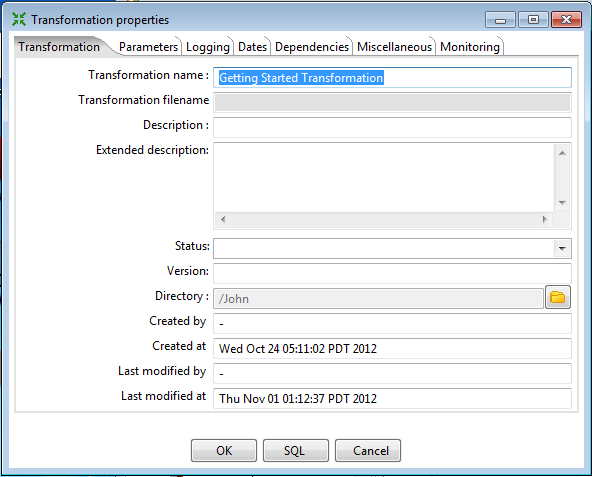 Transformation properties
Transformation Parameters Logging Dates Dependencies Miscellaneous Monitoring
Transformation name : Getting Started Transformation
Transformation filename
Description :
Extended description:
Status:
Version:
Directory : /John
Created by -
Created at Wed Oct 24 05:11:02 PDT 2012
Last modified by -
Last modified at Thu Nov 01 01:12:37 PDT 2012
OK SQL Cancel